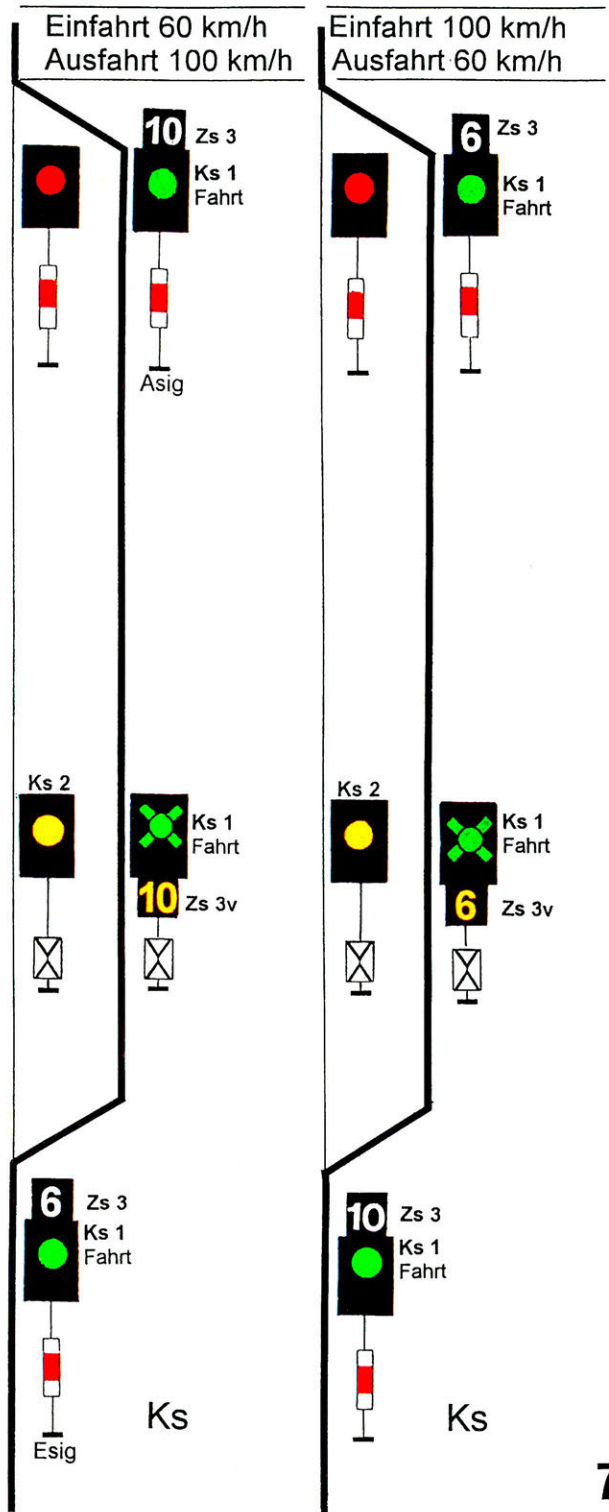 Einfahrt 60 km/h
Ausfahrt 100 km/h
10 Zs 3
Ks 1
Fahrt
Asig
Ks 2
Ks 1
Fahrt
10 Zs 3v
6 Zs 3
Ks 1
Fahrt
Esig
Ks
Einfahrt 100 km/h
Ausfahrt 60 km/h
6 Zs 3
Ks 1
Fahrt
Ks 2
Ks 1
Fahrt
6 Zs 3v
10 Zs 3
Ks 1
Fahrt
Ks
7